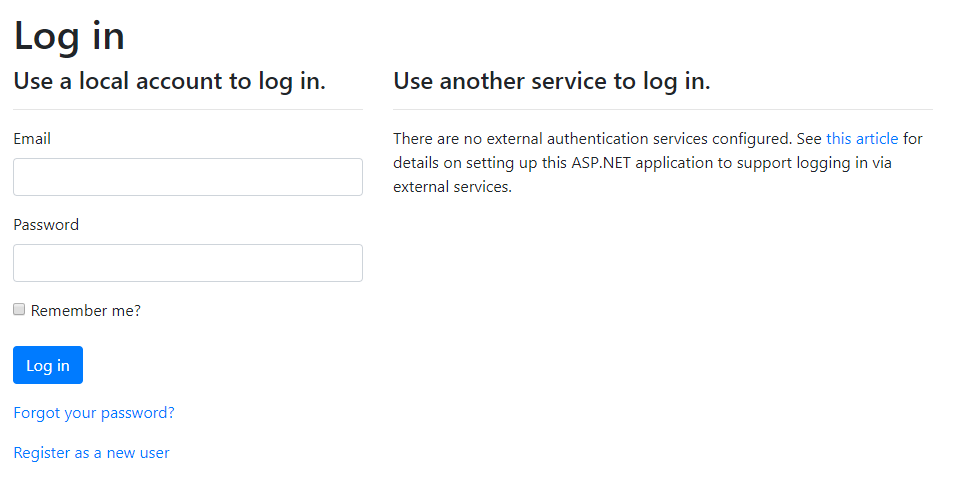 Log in
Use a local account to log in.
Email
Password
Remember me?
Log in
Forgot your password?
Register as a new user
Use another service to log in.
There are no external authentication services configured. See this article for
details on setting up this ASP.NET application to support logging in via
external services.